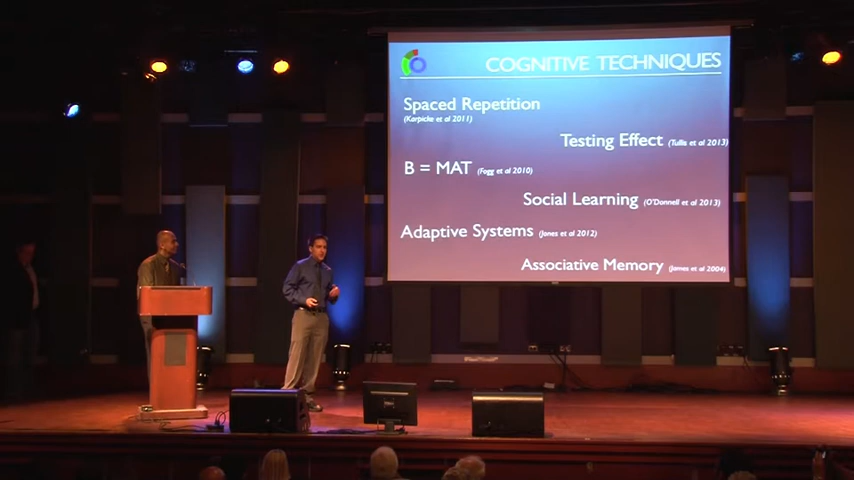 COGNITIVE TECHNIQUES
Spaced Repetition
(Karpicke et al 2011)
Testing Effect (Tullis et al 2013)
B = MAT (Fogg et al 2010)
Social Learning (O'Donnell et al 2013)
Adaptive Systems (Jones et al 2012)
Associative Memory (James et al 2004)